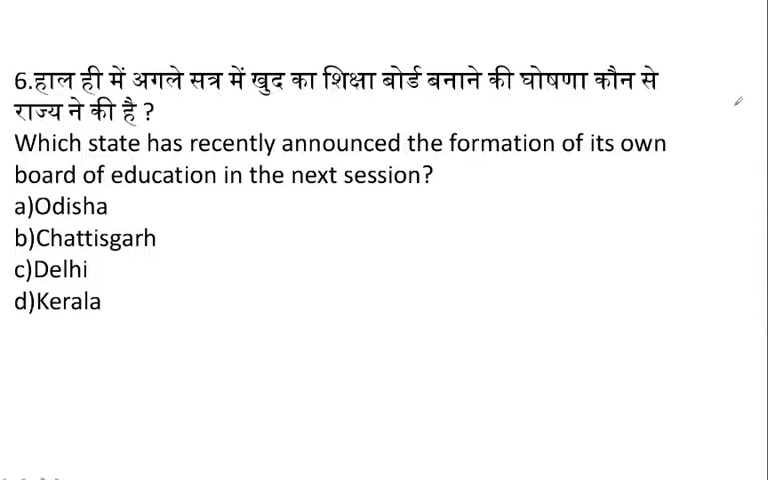 6.हाल ही में अगले सत्र में खुद का शिक्षा बोर्ड बनाने की घोषणा कौन से
राज्य ने की है ?
Which state has recently announced the formation of its own
board of education in the next session?
a)Odisha
b)Chattisgarh
c)Delhi
d)Kerala